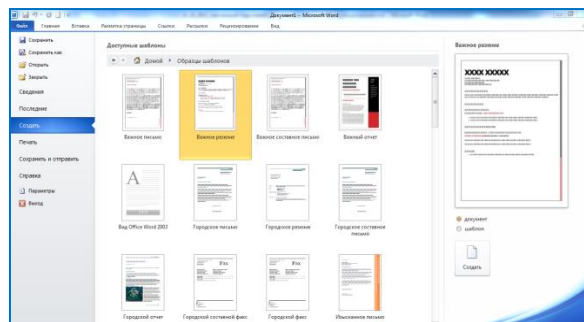 Документ1 - Microsoft Word
Файл Главная Вставка Разметка страницы Ссылки Рассылки Рецензирование Вид
Сохранить
Сохранить как
Открыть
Закрыть
Сведения
Последние
Создать
Печать
Сохранить и отправить
Справка
Параметры
Выход
Доступные шаблоны
Домой
Образцы шаблонов
Важное письмо
Важное резюме
Важное составное письмо
Важный отчет
A
Вид Office Word 2003
Городское письмо
Городское резюме
Городское составное
письмо
Fax
Fax
Городской отчет
Городской составной факс
Городской факс
Изысканное письмо
Важное резюме
XXXX XXXXX
документ
шаблон
Создать